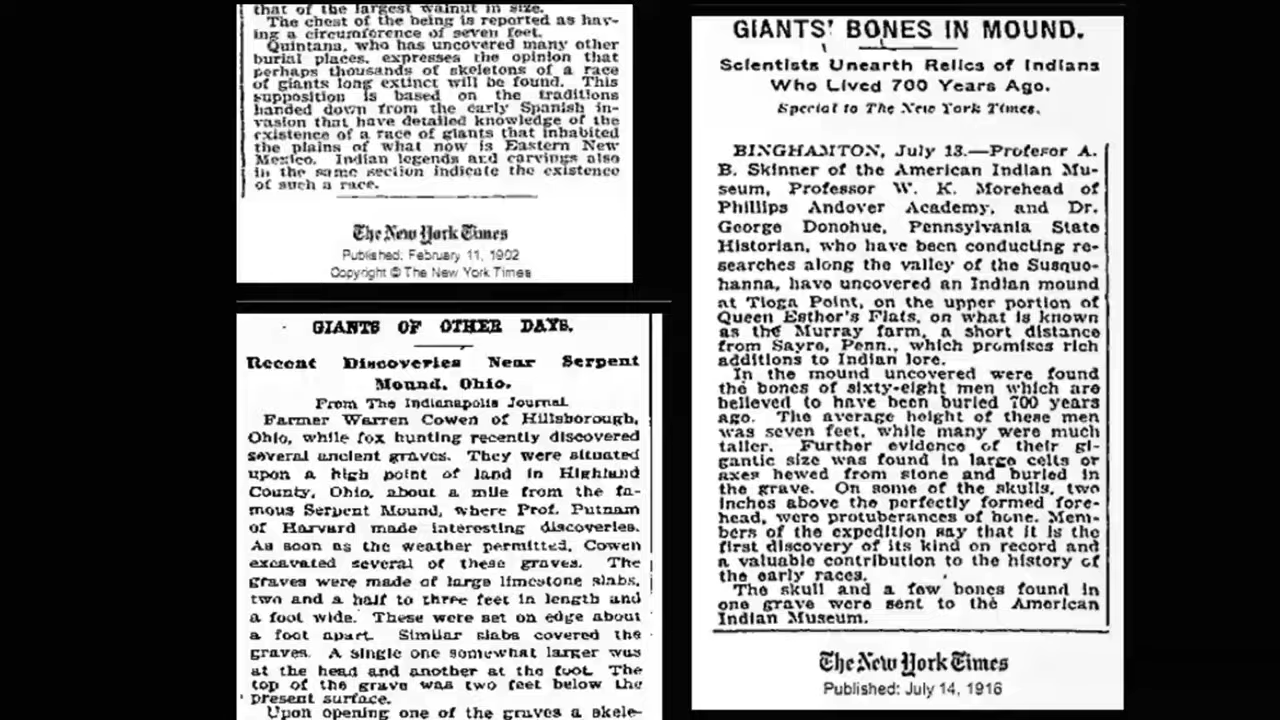 that of the largest walnut in size.
The chest of the being is reported as hav-
ing a circumference of seven feet.
Quintana, who has uncovered many other
burial places, expresses the opinion that
perhaps thousands of skeletons of a race
of giants long extinct will be found. This
supposition is based on the traditions
handed down from the early Spanish in-
vasion that have detailed knowledge of the
existence of a race of giants that inhabited
the plains of what now is Eastern New
Mexico. Indian legends and carvings also
in the same section indicate the existence
of such a race.
The New York Times
Published: February 11, 1902
Copyright © The New York Times
GIANTS OF OTHER DAYS.
Recent Discoveries Near Serpent
Mound, Ohio.
From The Indianapolis Journal.
Farmer Warren Cowen of Hillsborough,
Ohio, while fox hunting recently discovered
several ancient graves. They were situated
upon a high point of land in Highland
County, Ohio, about a mile from the fa-
mous Serpent Mound, where Prof. Putnam
of Harvard made interesting discoveries.
As soon as the weather permitted, Cowen
excavated several of these graves. The
graves were made of large limestone slabs,
two and a half to three feet in length and
a foot wide. These were set on edge about
a foot apart. Similar slabs covered the
graves. A single one somewhat larger was
at the head and another at the foot. The
top of the grave was two feet below the
present surface.
Upon opening one of the graves a skele-
GIANTS' BONES IN MOUND.
Scientists Unearth Relics of Indians
Who Lived 700 Years Ago.
Special to The New York Times.
BINGHAMTON, July 13.—Profesor A.
B. Skinner of the American Indian Mu-
seum, Professor W. K. Morehead of
Phillips Andover Academy, and Dr.
George Donohue, Pennsylvania State
Historian, who have been conducting re-
searches along the valley of the Susque-
hanna, have uncovered an Indian mound
at Tioga Point, on the upper portion of
Queen Esther's Flats, on what is known
as the Murray farm, a short distance
from Sayre, Penn., which promises rich
additions to Indian lore.
In the mound uncovered were found
the bones of sixty-eight men which are
believed to have been buried 700 years
ago. The average height of these men
was seven feet, while many were much
taller. Further evidence of their gi-
gantic size was found in large celts or
axes hewed from stone and buried in
the grave. On some of the skulls, two
inches above the perfectly formed fore-
head, were protuberances of bone. Mem-
bers of the expedition say that it is the
first discovery of its kind on record and
a valuable contribution to the history of
the early races.
The skull and a few bones found in
one grave were sent to the American
Indian Museum.
The New York Times
Published: July 14, 1916